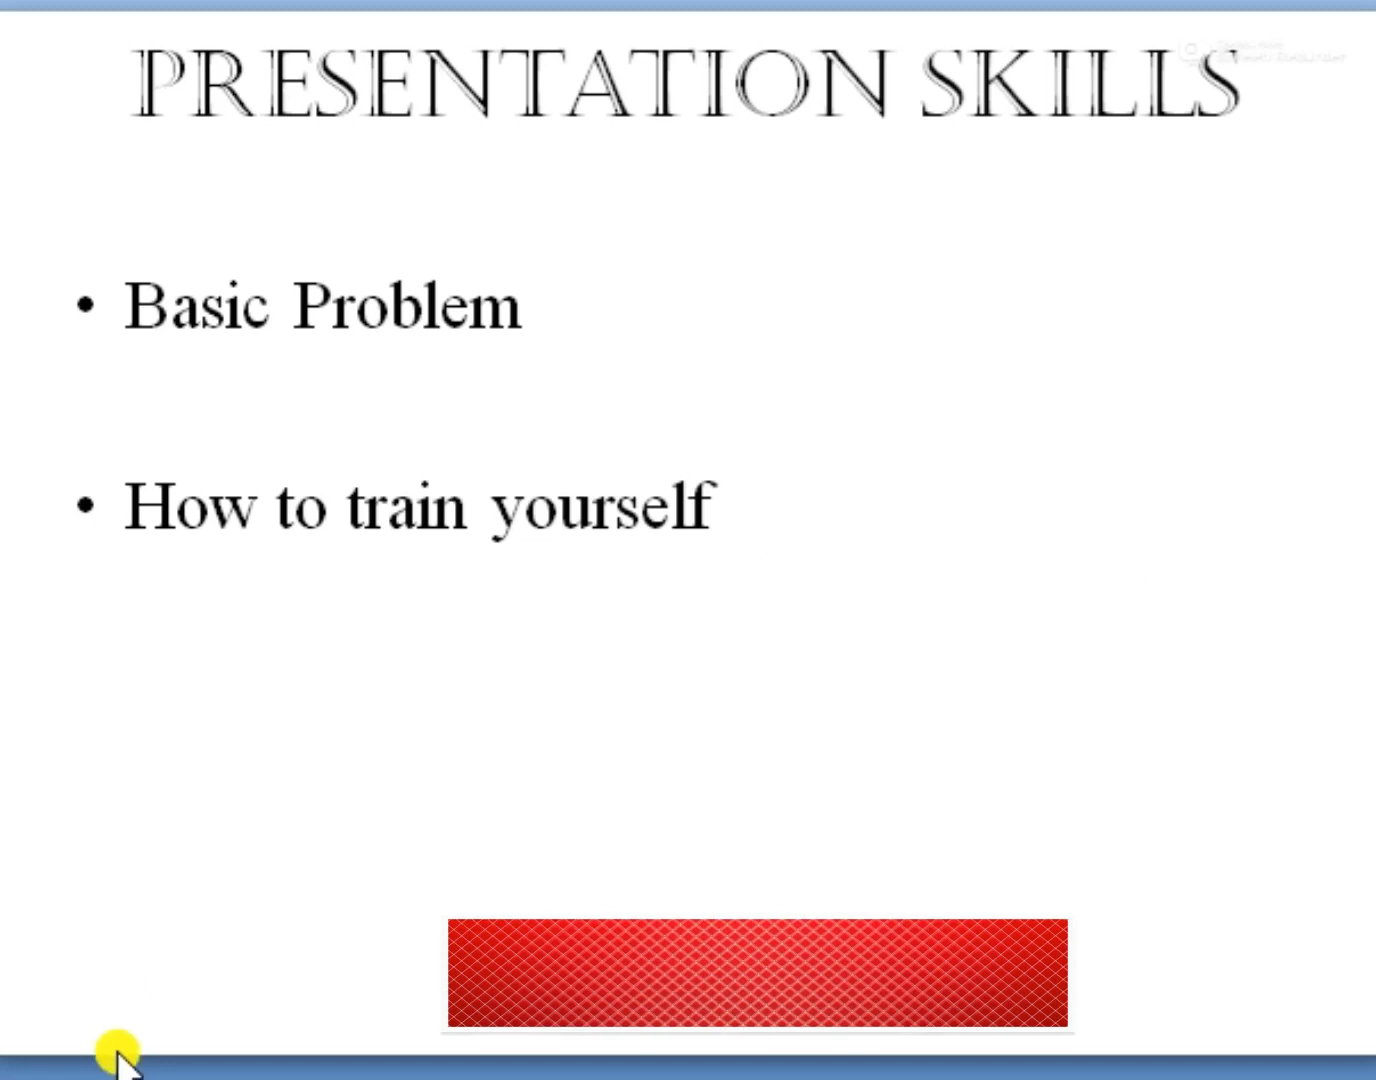 PRESENTATION SKILLS
• Basic Problem
• How to train yourself